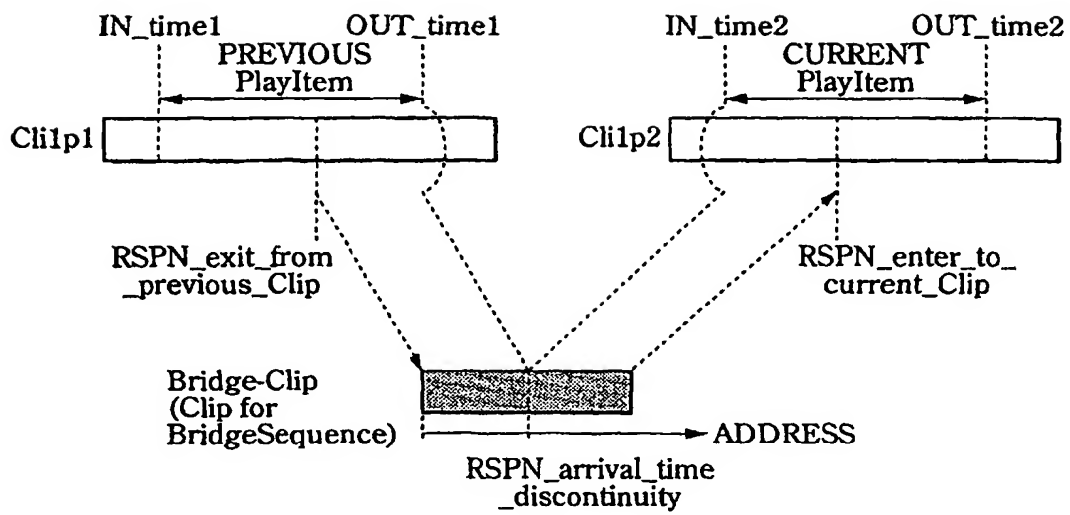 IN_time1
OUT_time1
PREVIOUS
PlayItem
IN_time2
OUT_time2
CURRENT
PlayItem
Cli1p1
Cli1p2
RSPN_exit_from
_previous_Clip
RSPN_enter_to_
current_Clip
Bridge-Clip
(Clip for
BridgeSequence)
ADDRESS
RSPN_arrival_time
_discontinuity